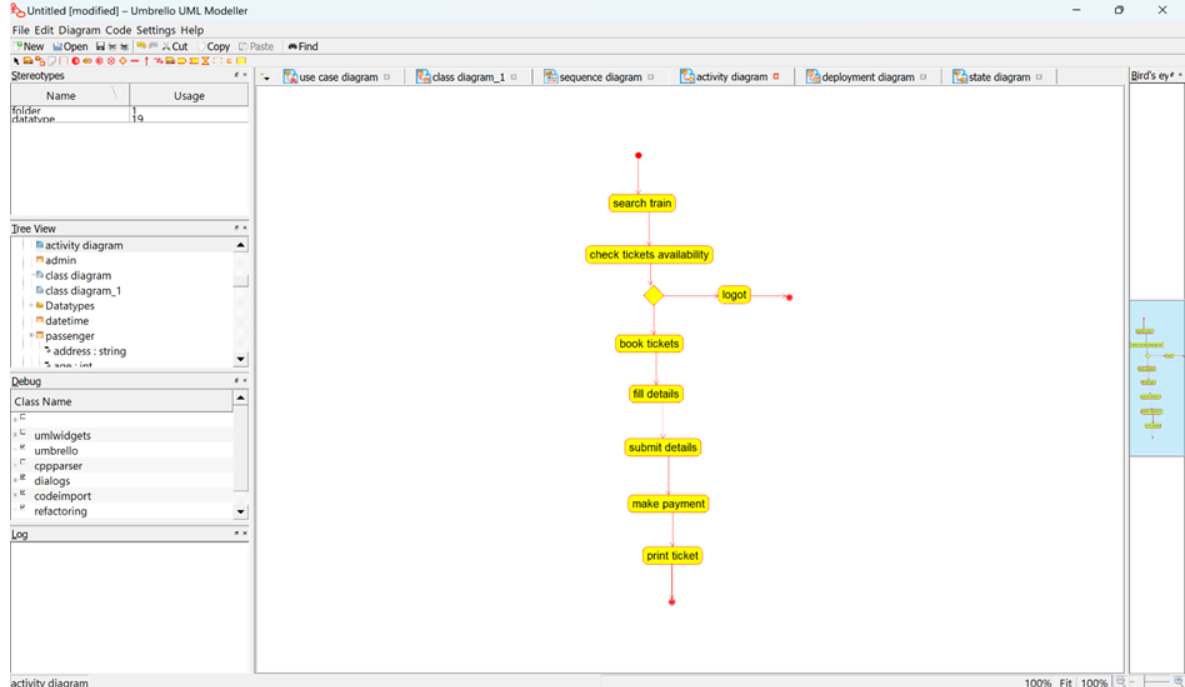 Untitled [modified] – Umbrello UML Modeller
File Edit Diagram Code Settings Help
New Open Cut Copy Paste Find
Stereotypes
use case diagram class diagram_1 sequence diagram activity diagram deployment diagram state diagram
Bird's ey
Name Usage
folder 1
datatype 19
Tree View
activity diagram
admin
class diagram
class diagram_1
Datatypes
datetime
passenger
address : string
age : int
Debug
Class Name
umlwidgets
umbrello
cppparser
dialogs
codeimport
refactoring
Log
search train
check tickets availability
logot
book tickets
fill details
submit details
make payment
print ticket
activity diagram
100% Fit 100%